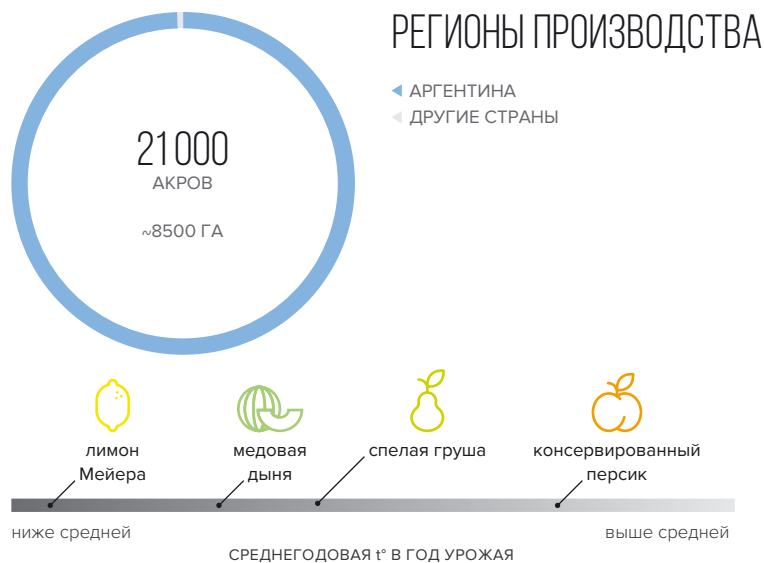 РЕГИОНЫ ПРОИЗВОДСТВА
АРГЕНТИНА
ДРУГИЕ СТРАНЫ
21 000
АКРОВ
~8500 ГА
лимон
Мейера
медовая
дыня
спелая груша
консервированный
персик
ниже средней
выше средней
СРЕДНЕГОДОВАЯ t° В ГОД УРОЖАЯ